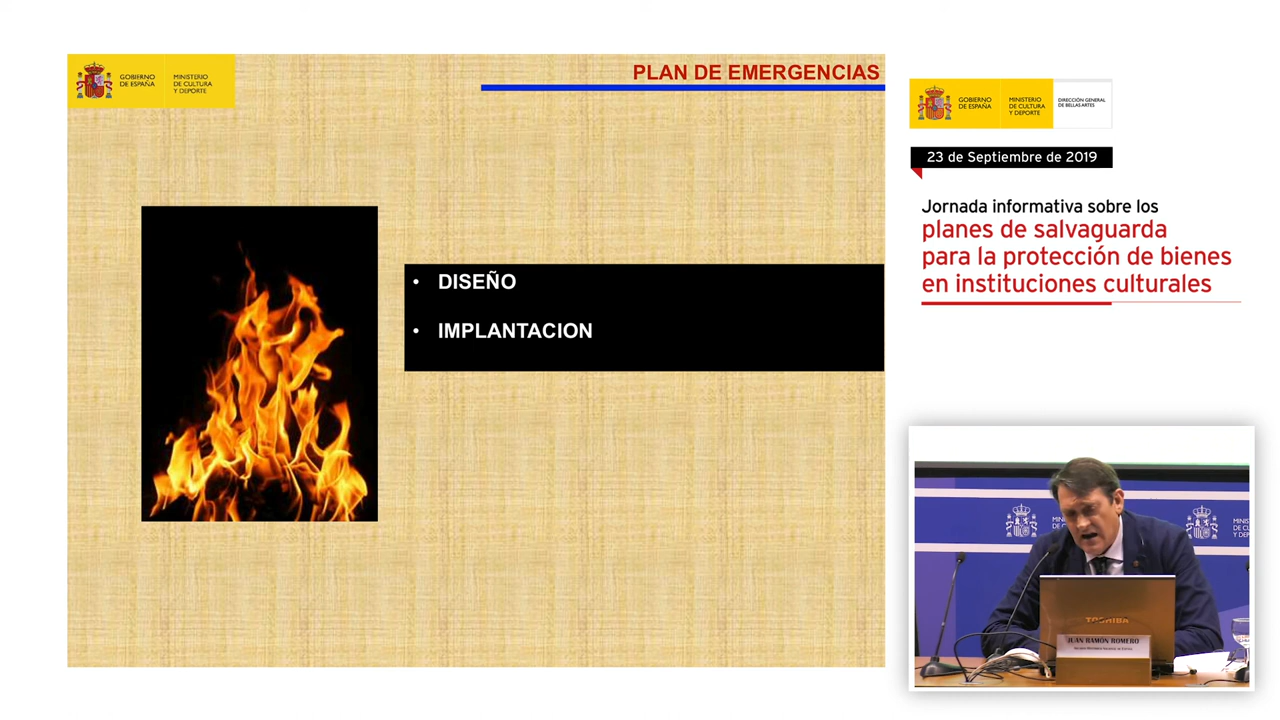 GOBIERNO
DE ESPAÑA
MINISTERIO
DE CULTURA
Y DEPORTE
PLAN DE EMERGENCIAS
• DISEÑO
• IMPLANTACION
GOBIERNO
DE ESPAÑA
MINISTERIO
DE CULTURA
Y DEPORTE
DIRECCIÓN GENERAL
DE BELLAS ARTES
23 de Septiembre de 2019
Jornada informativa sobre los
planes de salvaguarda
para la protección de bienes
en instituciones culturales
TOSHIBA
JUAN RAMÓN ROMERO